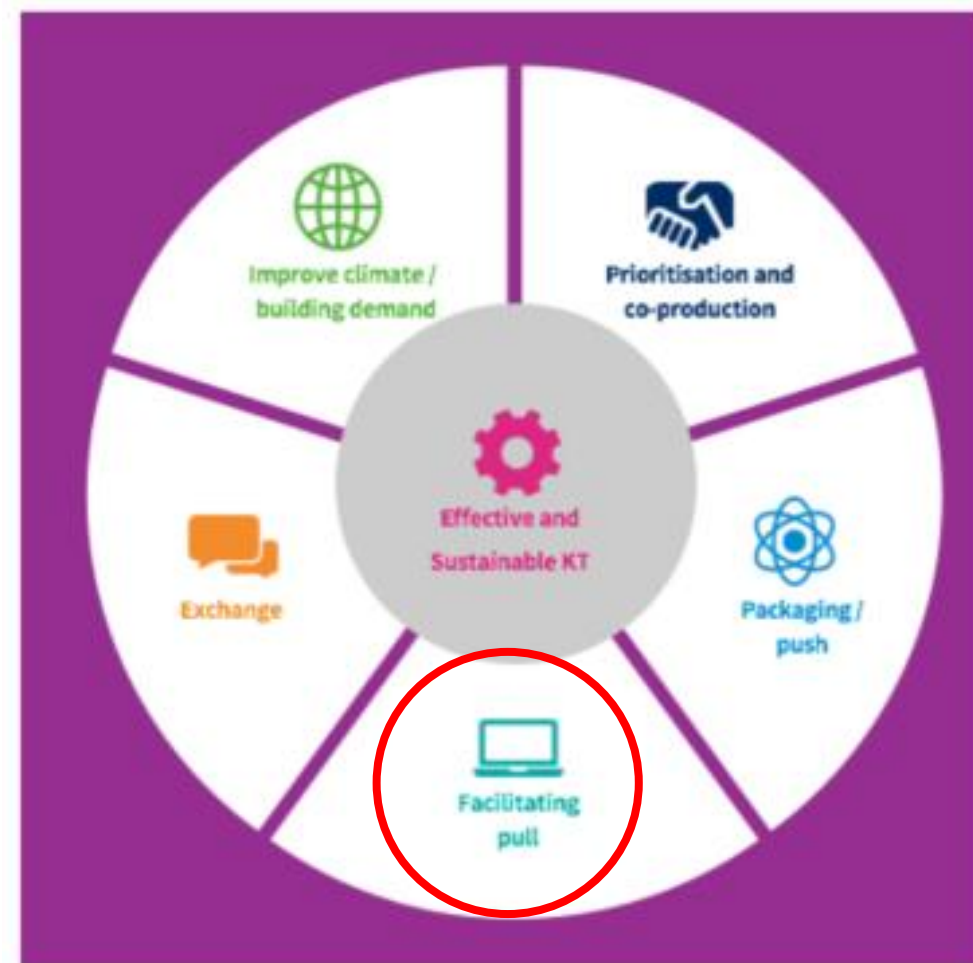 Improve climate /
building demand
Prioritisation and
co-production
Effective and
Sustainable KT
Exchange
Packaging /
push
Facilitating
pull